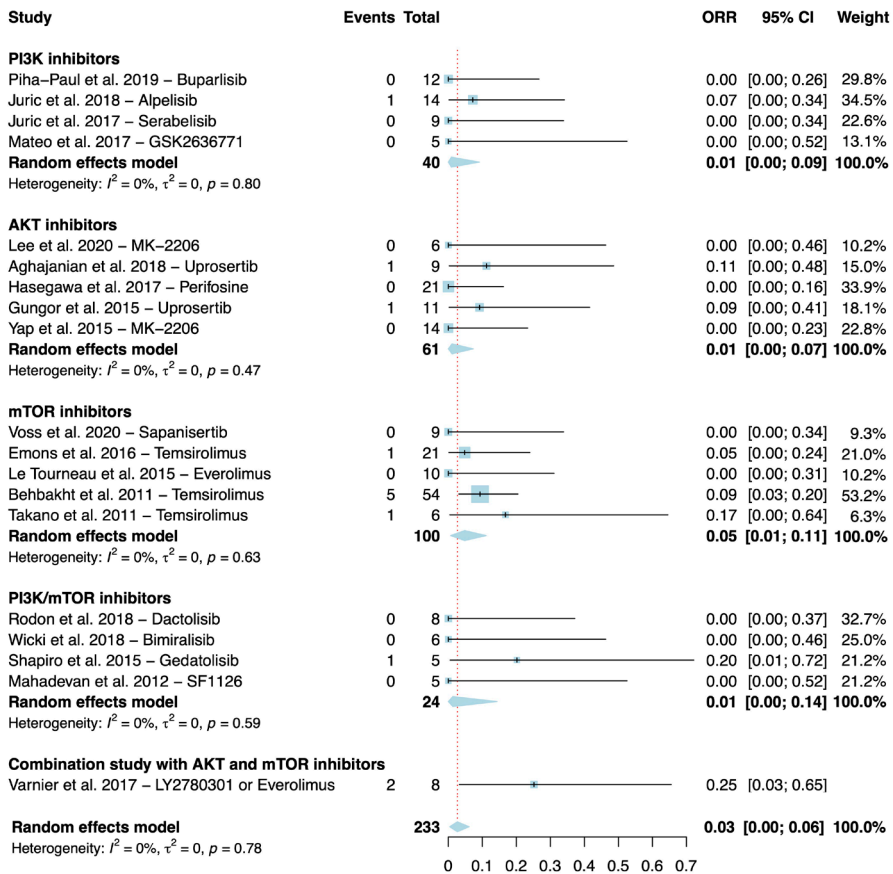 Study Events Total ORR 95% CI Weight
PI3K inhibitors
Piha−Paul et al. 2019 − Buparlisib 0 12 0.00 [0.00; 0.26] 29.8%
Juric et al. 2018 − Alpelisib 1 14 0.07 [0.00; 0.34] 34.5%
Juric et al. 2017 − Serabelisib 0 9 0.00 [0.00; 0.34] 22.6%
Mateo et al. 2017 − GSK2636771 0 5 0.00 [0.00; 0.52] 13.1%
Random effects model 40 0.01 [0.00; 0.09] 100.0%
Heterogeneity: I² = 0%, τ² = 0, p = 0.80
AKT inhibitors
Lee et al. 2020 − MK−2206 0 6 0.00 [0.00; 0.46] 10.2%
Aghajanian et al. 2018 − Uprosertib 1 9 0.11 [0.00; 0.48] 15.0%
Hasegawa et al. 2017 − Perifosine 0 21 0.00 [0.00; 0.16] 33.9%
Gungor et al. 2015 − Uprosertib 1 11 0.09 [0.00; 0.41] 18.1%
Yap et al. 2015 − MK−2206 0 14 0.00 [0.00; 0.23] 22.8%
Random effects model 61 0.01 [0.00; 0.07] 100.0%
Heterogeneity: I² = 0%, τ² = 0, p = 0.47
mTOR inhibitors
Voss et al. 2020 − Sapanisertib 0 9 0.00 [0.00; 0.34] 9.3%
Emons et al. 2016 − Temsirolimus 1 21 0.05 [0.00; 0.24] 21.0%
Le Tourneau et al. 2015 − Everolimus 0 10 0.00 [0.00; 0.31] 10.2%
Behbakht et al. 2011 − Temsirolimus 5 54 0.09 [0.03; 0.20] 53.2%
Takano et al. 2011 − Temsirolimus 1 6 0.17 [0.00; 0.64] 6.3%
Random effects model 100 0.05 [0.01; 0.11] 100.0%
Heterogeneity: I² = 0%, τ² = 0, p = 0.63
PI3K/mTOR inhibitors
Rodon et al. 2018 − Dactolisib 0 8 0.00 [0.00; 0.37] 32.7%
Wicki et al. 2018 − Bimiralisib 0 6 0.00 [0.00; 0.46] 25.0%
Shapiro et al. 2015 − Gedatolisib 1 5 0.20 [0.01; 0.72] 21.2%
Mahadevan et al. 2012 − SF1126 0 5 0.00 [0.00; 0.52] 21.2%
Random effects model 24 0.01 [0.00; 0.14] 100.0%
Heterogeneity: I² = 0%, τ² = 0, p = 0.59
Combination study with AKT and mTOR inhibitors
Varnier et al. 2017 − LY2780301 or Everolimus 2 8 0.25 [0.03; 0.65]
Random effects model 233 0.03 [0.00; 0.06] 100.0%
Heterogeneity: I² = 0%, τ² = 0, p = 0.78
0 0.1 0.2 0.3 0.4 0.5 0.6 0.7